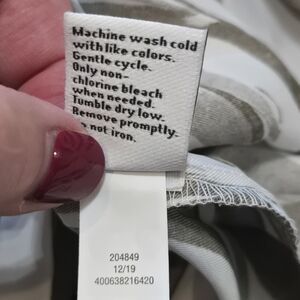 Machine wash cold
with like colors.
Gentle cycle.
Only non-
chlorine bleach
when needed.
Tumble dry low.
Remove promptly.
not iron.
204849
12/19
400638216420